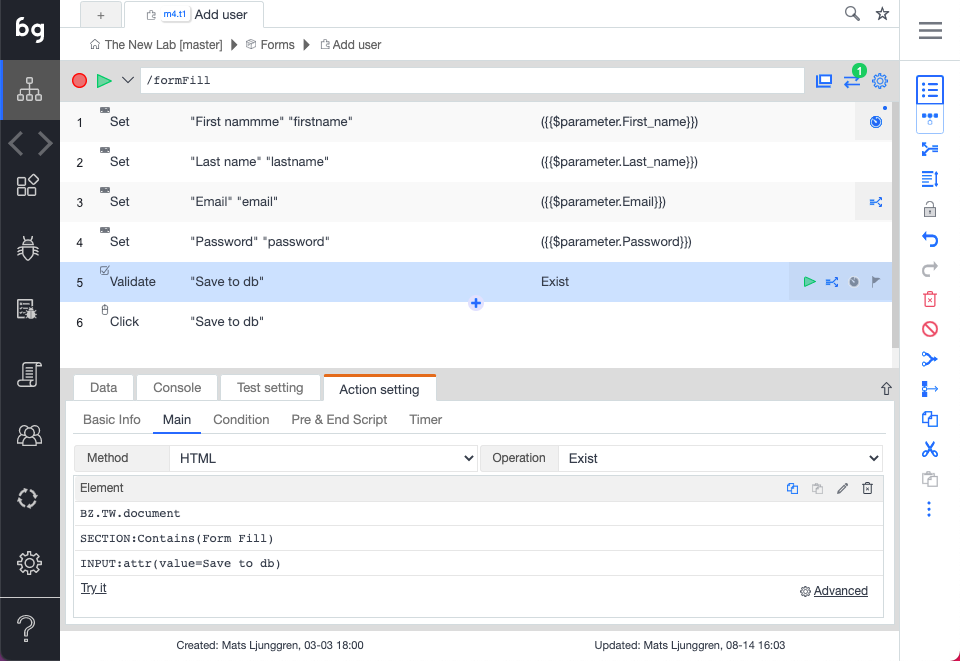 bg
+
m4.t1 Add user
The New Lab [master] Forms Add user
/formFill
1
1 Set "First nammme" "firstname" ({{$parameter.First_name}})
2 Set "Last name" "lastname" ({{$parameter.Last_name}})
3 Set "Email" "email" ({{$parameter.Email}})
4 Set "Password" "password" ({{$parameter.Password}})
5 Validate "Save to db" Exist
6 Click "Save to db"
Data Console Test setting Action setting
Basic Info Main Condition Pre & End Script Timer
Method HTML Operation Exist
Element
BZ.TW.document
SECTION:Contains(Form Fill)
INPUT:attr(value=Save to db)
Try it Advanced
Created: Mats Ljunggren, 03-03 18:00 Updated: Mats Ljunggren, 08-14 16:03